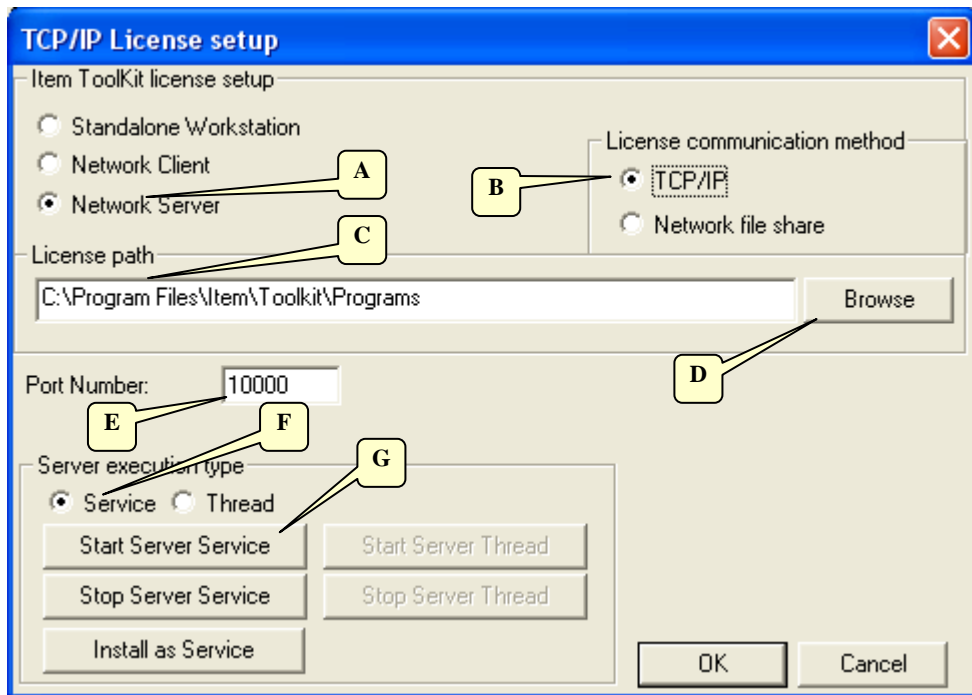 TCP/IP License setup
Item ToolKit license setup
Standalone Workstation
Network Client
Network Server
License communication method
TCP/IP
Network file share
A
B
C
License path
C:\Program Files\Item\Toolkit\Programs
Browse
D
Port Number:
10000
E
F
G
Server execution type
Service
Thread
Start Server Service
Start Server Thread
Stop Server Service
Stop Server Thread
Install as Service
OK
Cancel